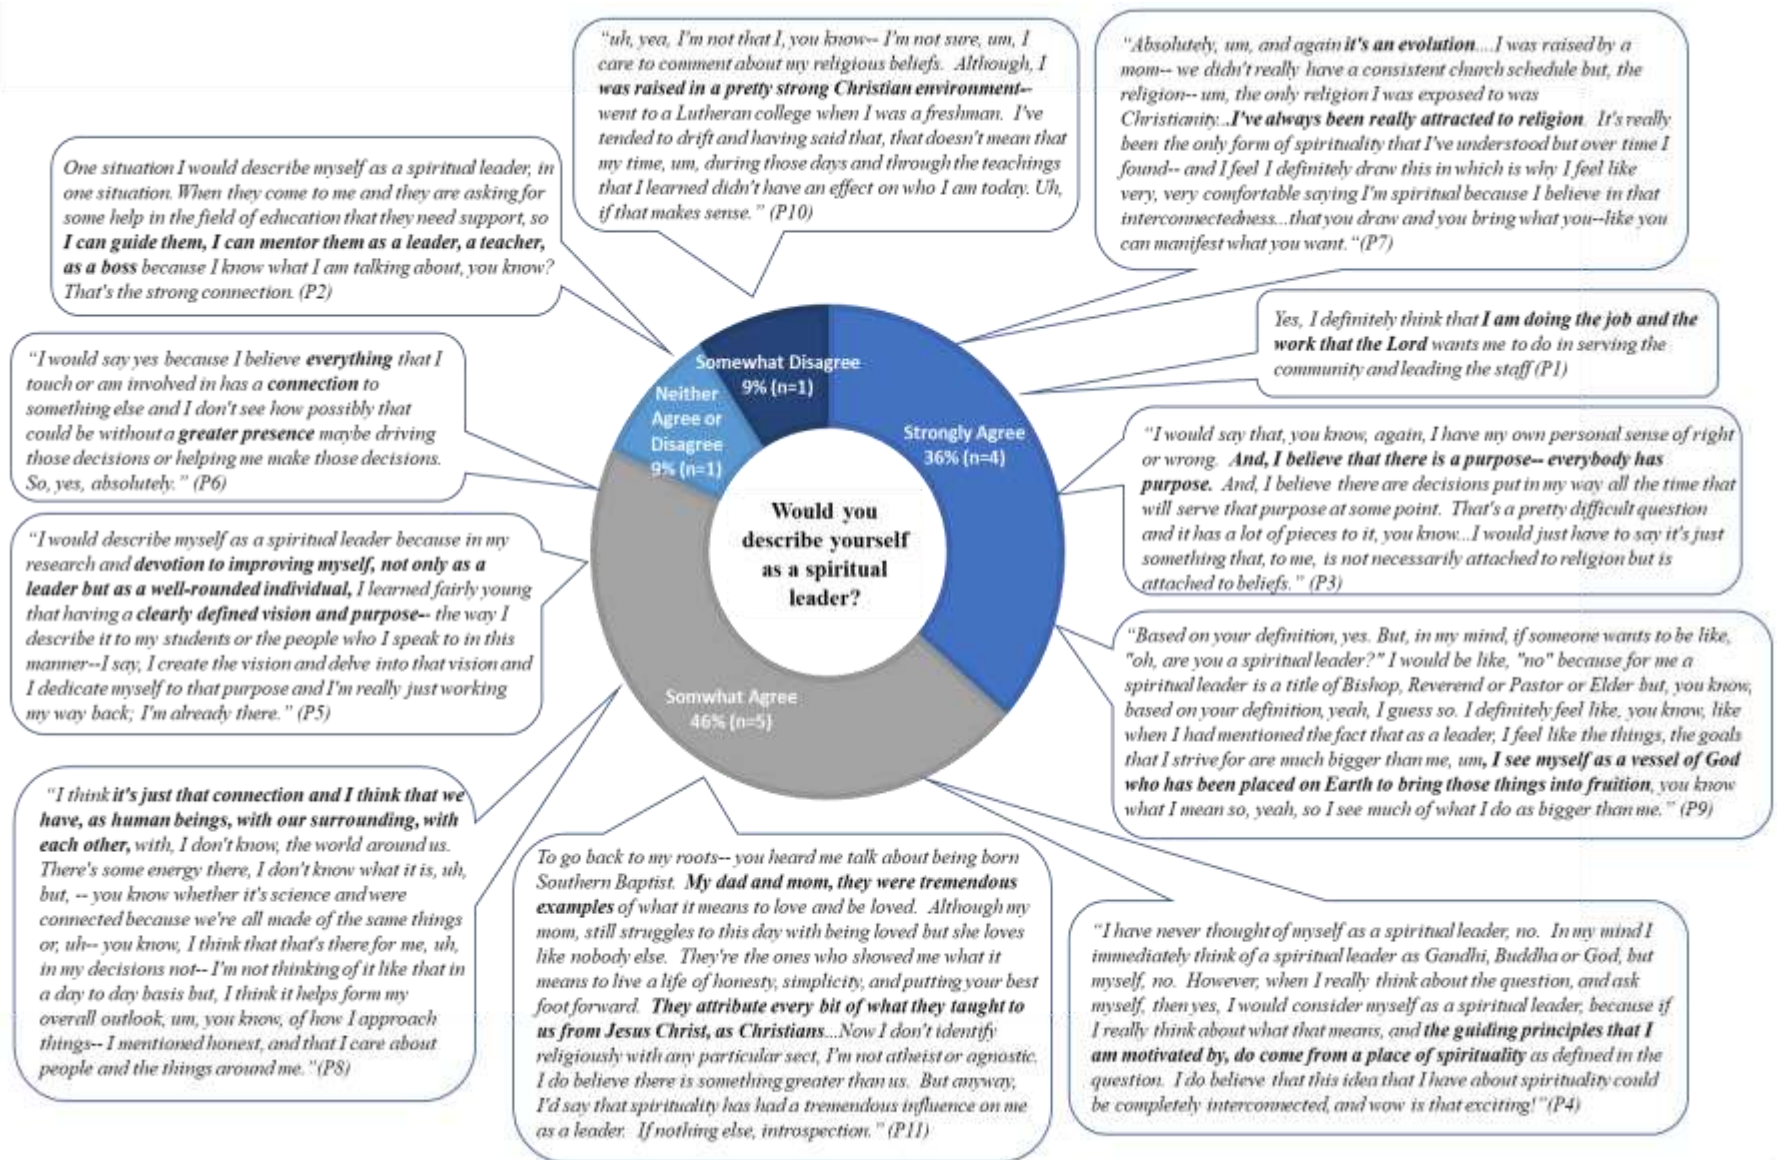 “uh, yea, I'm not that I, you know-- I'm not sure, um, I
care to comment about my religious beliefs.  Although, I
was raised in a pretty strong Christian environment--
went to a Lutheran college when I was a freshman.  I've
tended to drift and having said that, that doesn't mean that
my time, um, during those days and through the teachings
that I learned didn't have an effect on who I am today. Uh,
if that makes sense.” (P10)
“Absolutely, um, and again it's an evolution....I was raised by a
mom-- we didn't really have a consistent church schedule but, the
religion-- um, the only religion I was exposed to was
Christianity...I've always been really attracted to religion.  It's really
been the only form of spirituality that I've understood but over time I
found-- and I feel I definitely draw this in which is why I feel like
very, very comfortable saying I'm spiritual because I believe in that
interconnectedness...that you draw and you bring what you--like you
can manifest what you want.“(P7)
One situation I would describe myself as a spiritual leader, in
one situation. When they come to me and they are asking for
some help in the field of education that they need support, so
I can guide them, I can mentor them as a leader, a teacher,
as a boss because I know what I am talking about, you know?
That's the strong connection. (P2)
Yes, I definitely think that I am doing the job and the
work that the Lord wants me to do in serving the
community and leading the staff (P1)
“I would say yes because I believe everything that I
touch or am involved in has a connection to
something else and I don't see how possibly that
could be without a greater presence maybe driving
those decisions or helping me make those decisions.
So, yes, absolutely.” (P6)
Somewhat Disagree
9% (n=1)
Neither
Agree or
Disagree
9% (n=1)
Strongly Agree
36% (n=4)
Somwhat Agree
46% (n=5)
Would you
describe yourself
as a spiritual
leader?
“I would say that, you know, again, I have my own personal sense of right
or wrong.  And, I believe that there is a purpose-- everybody has
purpose.  And, I believe there are decisions put in my way all the time that
will serve that purpose at some point.  That's a pretty difficult question
and it has a lot of pieces to it, you know...I would just have to say it's just
something that, to me, is not necessarily attached to religion but is
attached to beliefs.” (P3)
“I would describe myself as a spiritual leader because in my
research and devotion to improving myself, not only as a
leader but as a well-rounded individual, I learned fairly young
that having a clearly defined vision and purpose-- the way I
describe it to my students or the people who I speak to in this
manner--I say, I create the vision and delve into that vision and
I dedicate myself to that purpose and I'm really just working
my way back; I'm already there.” (P5)
“Based on your definition, yes. But, in my mind, if someone wants to be like,
"oh, are you a spiritual leader?" I would be like, "no" because for me a
spiritual leader is a title of Bishop, Reverend or Pastor or Elder but, you know,
based on your definition, yeah, I guess so. I definitely feel like, you know, like
when I had mentioned the fact that as a leader, I feel like the things, the goals
that I strive for are much bigger than me, um, I see myself as a vessel of God
who has been placed on Earth to bring those things into fruition, you know
what I mean so, yeah, so I see much of what I do as bigger than me.” (P9)
“I think it's just that connection and I think that we
have, as human beings, with our surrounding, with
each other, with, I don't know, the world around us.
There's some energy there, I don't know what it is, uh,
but, -- you know whether it's science and were
connected because we're all made of the same things
or, uh-- you know, I think that that's there for me, uh,
in my decisions not-- I'm not thinking of it like that in
a day to day basis but, I think it helps form my
overall outlook, um, you know, of how I approach
things-- I mentioned honest, and that I care about
people and the things around me.”(P8)
To go back to my roots-- you heard me talk about being born
Southern Baptist.  My dad and mom, they were tremendous
examples of what it means to love and be loved.  Although my
mom, still struggles to this day with being loved but she loves
like nobody else.  They're the ones who showed me what it
means to live a life of honesty, simplicity, and putting your best
foot forward.  They attribute every bit of what they taught to
us from Jesus Christ, as Christians...Now I don't identify
religiously with any particular sect, I'm not atheist or agnostic.
I do believe there is something greater than us.  But anyway,
I'd say that spirituality has had a tremendous influence on me
as a leader.  If nothing else, introspection.” (P11)
“I have never thought of myself as a spiritual leader, no.  In my mind I
immediately think of a spiritual leader as Gandhi, Buddha or God, but
myself, no.  However, when I really think about the question, and ask
myself, then yes, I would consider myself as a spiritual leader, because if
I really think about what that means, and the guiding principles that I
am motivated by, do come from a place of spirituality as defined in the
question.  I do believe that this idea that I have about spirituality could
be completely interconnected, and wow is that exciting!”(P4)